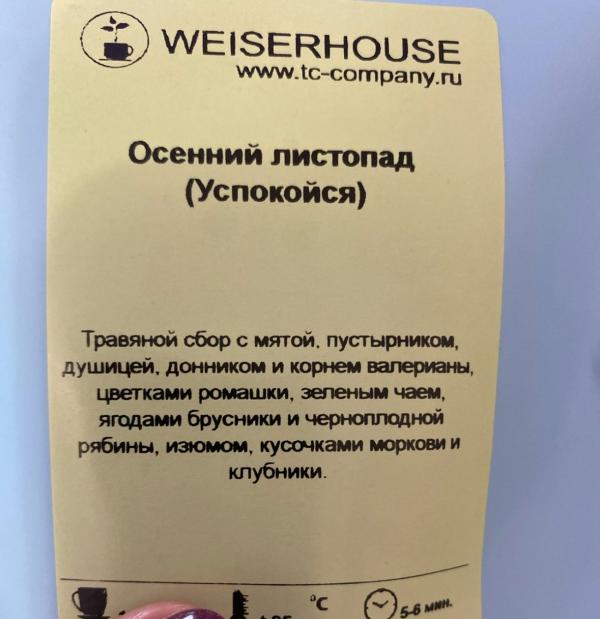 WEISERHOUSE
www.tc-company.ru
Осенний листопад
(Успокойся)
Травяной сбор с мятой, пустырником,
душицей, донником и корнем валерианы,
цветками ромашки, зеленым чаем,
ягодами брусники и черноплодной
рябины, изюмом, кусочками моркови и
клубники.
°C 5-6 мин.